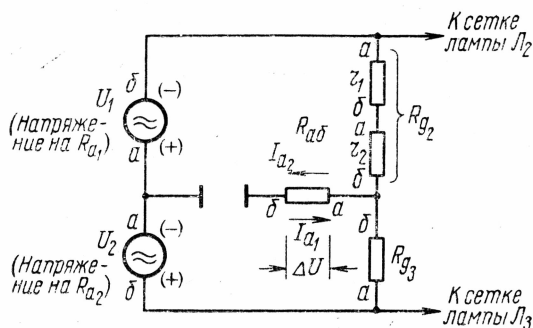 К сетке
лампы Л2
а
r1
б
а
r2
б
Rg2
б
U1
(−)
(Напряже-
ние на Ra1)
а
(+)
Rаб
Ia2
б
а
Ia1
ΔU
а
U2
(−)
(Напряже-
ние на Ra2)
б
(+)
б
Rg3
а
К сетке
лампы Л3